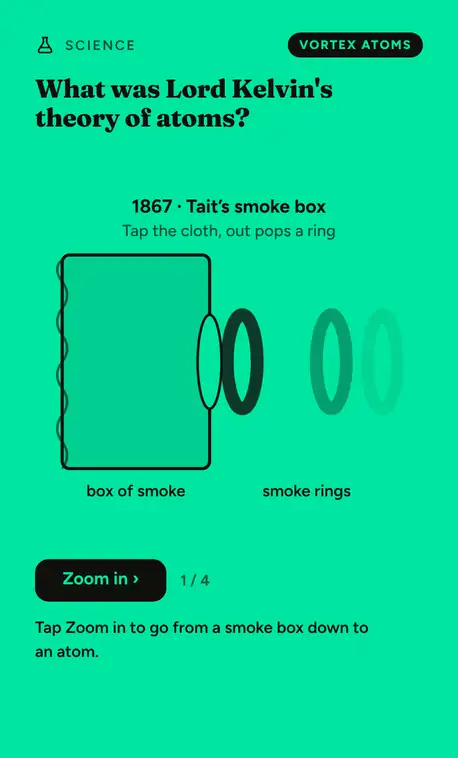 SCIENCE
VORTEX ATOMS
What was Lord Kelvin's
theory of atoms?
1867 · Tait’s smoke box
Tap the cloth, out pops a ring
box of smoke
smoke rings
Zoom in ›
1 / 4
Tap Zoom in to go from a smoke box down to
an atom.